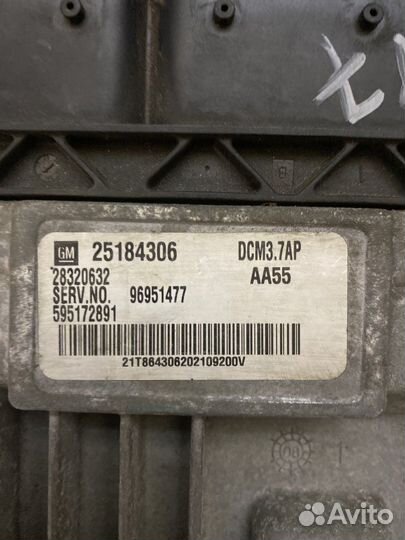 GM 25184306 DCM3.7AP
28320632 AA55
SERV.NO. 96951477
595172891
21T864306202109200V
Avito